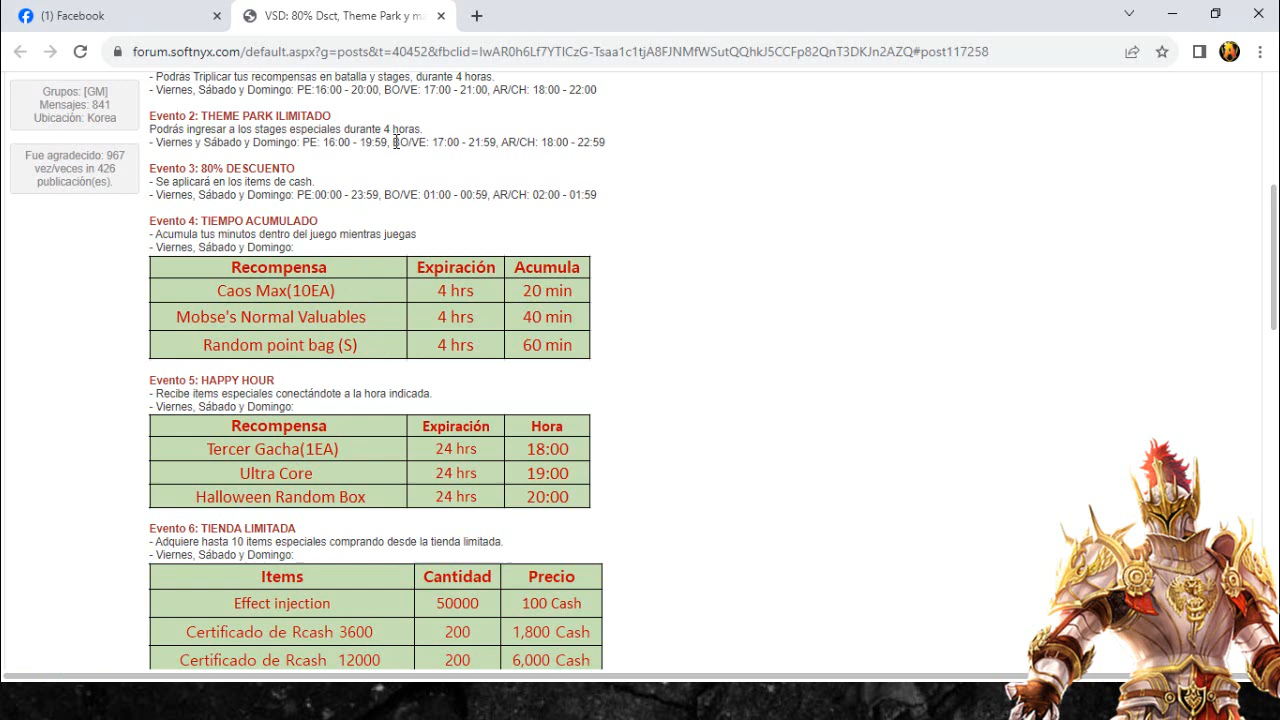 (1) Facebook
VSD: 80% Dsct, Theme Park y m
forum.softnyx.com/default.aspx?g=posts&t=40452&fbclid=IwAR0h6Lf7YTICzG-Tsaa1c1tjA8FJNMfWSutQQhkJ5CCFp82QnT3DKJn2AZQ#post117258
Grupos: [GM]
Mensajes: 841
Ubicación: Korea
Fue agradecido: 967
vez/veces in 426
publicación(es).
- Podrás Triplicar tus recompensas en batalla y stages, durante 4 horas.
- Viernes, Sábado y Domingo: PE:16:00 - 20:00, BO/VE: 17:00 - 21:00, AR/CH: 18:00 - 22:00
Evento 2: THEME PARK ILIMITADO
Podrás ingresar a los stages especiales durante 4 horas.
- Viernes y Sábado y Domingo: PE: 16:00 - 19:59, BO/VE: 17:00 - 21:59, AR/CH: 18:00 - 22:59
Evento 3: 80% DESCUENTO
- Se aplicará en los items de cash.
- Viernes, Sábado y Domingo: PE:00:00 - 23:59, BO/VE: 01:00 - 00:59, AR/CH: 02:00 - 01:59
Evento 4: TIEMPO ACUMULADO
- Acumula tus minutos dentro del juego mientras juegas
- Viernes, Sábado y Domingo:
Recompensa Expiración Acumula
Caos Max(10EA) 4 hrs 20 min
Mobse's Normal Valuables 4 hrs 40 min
Random point bag (S) 4 hrs 60 min
Evento 5: HAPPY HOUR
- Recibe items especiales conectándote a la hora indicada.
- Viernes, Sábado y Domingo:
Recompensa Expiración Hora
Tercer Gacha(1EA) 24 hrs 18:00
Ultra Core 24 hrs 19:00
Halloween Random Box 24 hrs 20:00
Evento 6: TIENDA LIMITADA
- Adquiere hasta 10 items especiales comprando desde la tienda limitada.
- Viernes, Sábado y Domingo:
Items Cantidad Precio
Effect injection 50000 100 Cash
Certificado de Rcash 3600 200 1,800 Cash
Certificado de Rcash 12000 200 6,000 Cash